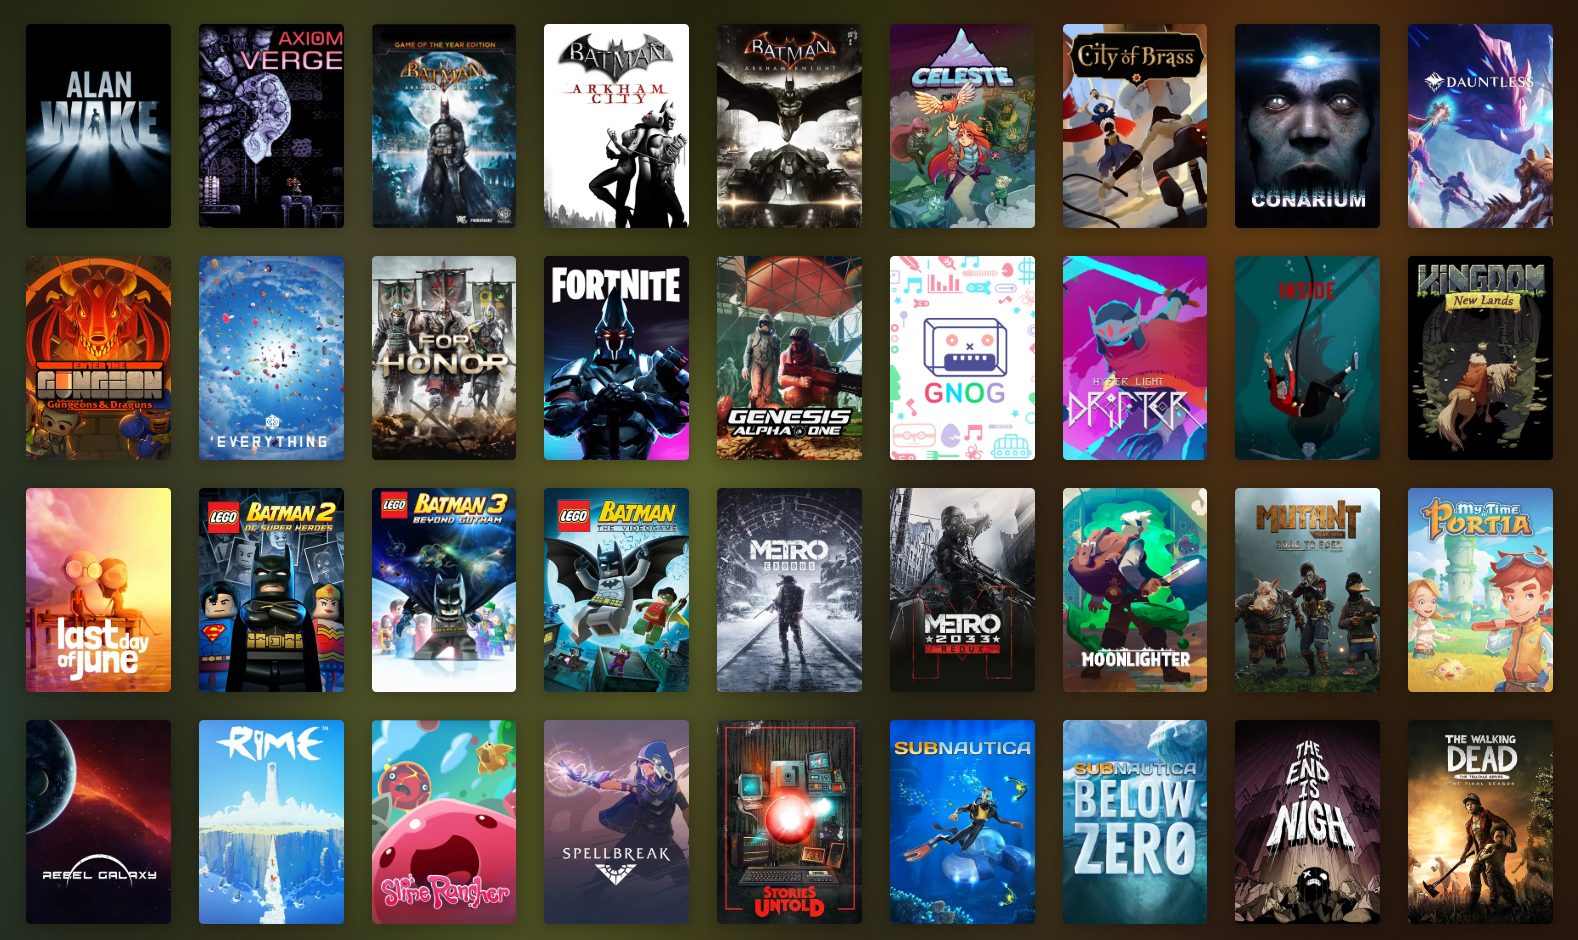 ALAN
WAKE
AXIOM
VERGE
GAME OF THE YEAR EDITION
BATMAN
ARKHAM ASYLUM
DC
rocksteady
BATMAN
ARKHAM
CITY
BATMAN
ARKHAM KNIGHT
CELESTE
City of Brass
CONARIUM
DAUNTLESS
ENTER THE
GUNGEON
Gungeons & Draguns
'EVERYTHING
FOR
HONOR
FORTNITE
GENESIS
ALPHA ONE
GNOG
HYPER LIGHT
DRIFTER
INSIDE
KINGDOM
New Lands
last day
of june
LEGO
BATMAN 2
DC SUPER HEROES
LEGO
BATMAN 3
BEYOND GOTHAM
LEGO
BATMAN
THE VIDEOGAME
METRO
EXODUS
METRO
2033
REDUX
MOONLIGHTER
MUTANT
YEAR ZERO
ROAD TO EDEN
My Time
at
PORTIA
REBEL GALAXY
RiME™
Slime Rancher
SPELLBREAK
STORIES
UNTOLD
SUBNAUTICA
SUBNAUTICA
BELOW
ZERO
THE
END
IS
NIGH
THE WALKING
DEAD
THE TELLTALE SERIES
THE FINAL SEASON